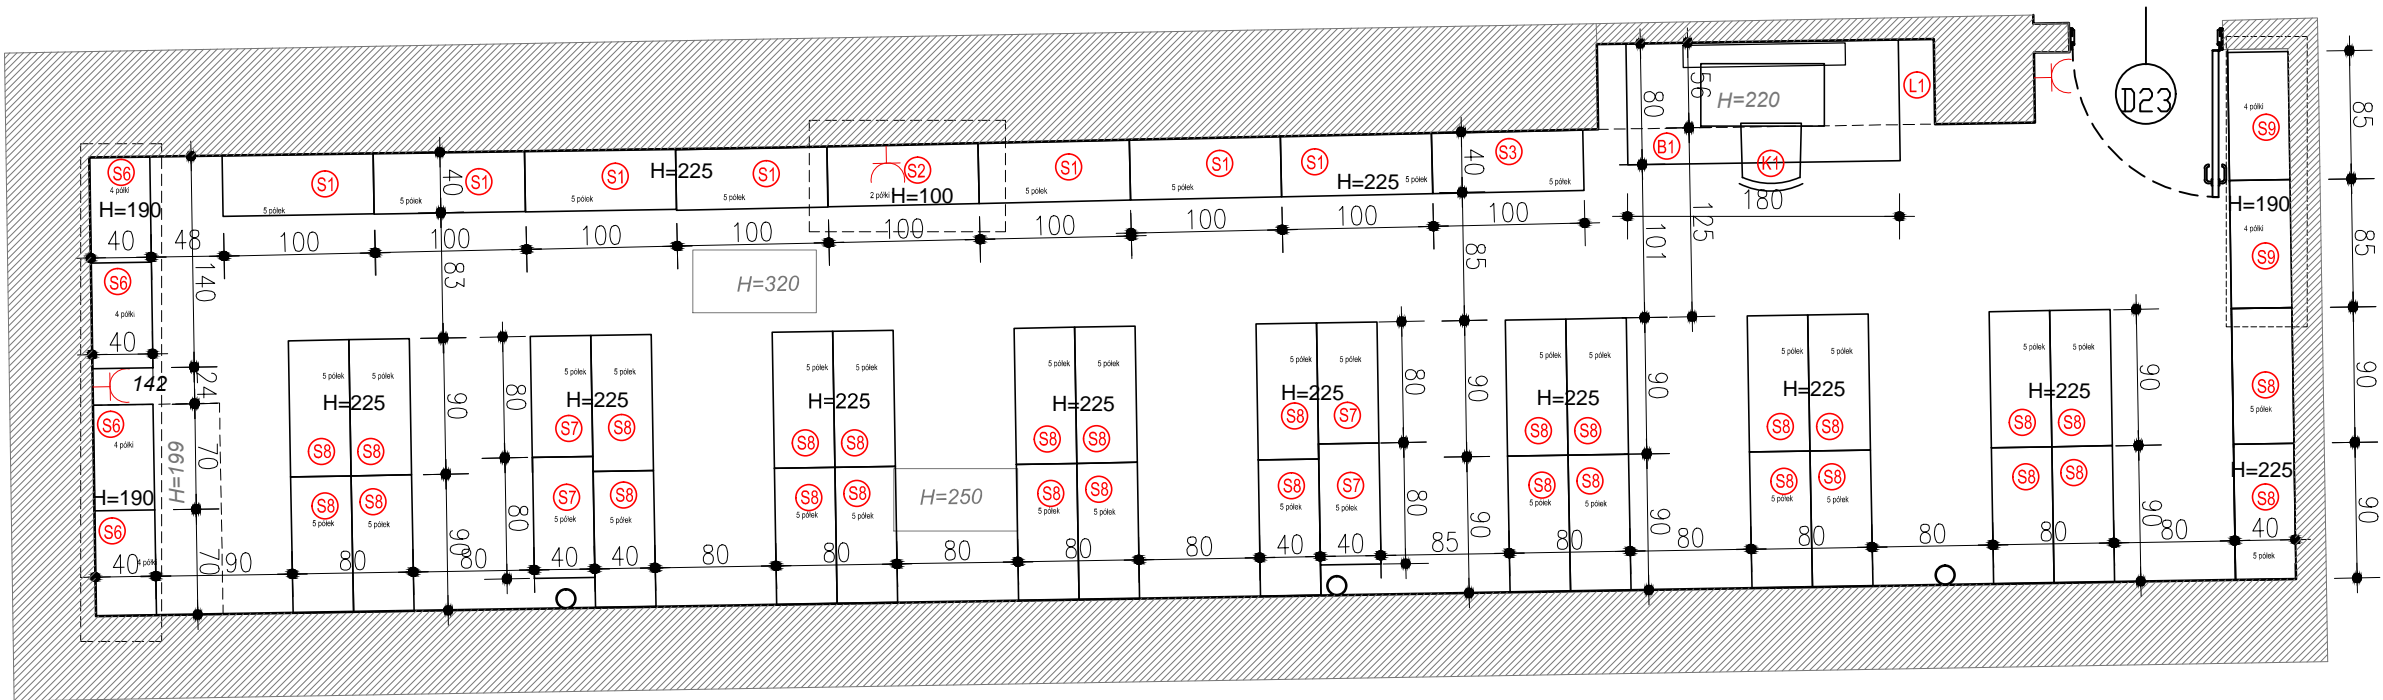 D23
H=220
56
80
L1
B1
K1
180
125
101
S9
4 półki
85
H=190
4 półki
S9
85
S8
5 półek
90
H=225
S8
5 półek
90
40
S6
4 półki
H=190
40
48
S6
4 półki
40
142
24
140
S6
4 półki
H=199
70
H=190
S6
4 półki
40
70
S1
5 półek
S1
5 półek
40
S1
5 półek
H=225
S1
5 półek
S2
2 półki
H=100
S1
5 półek
S1
5 półek
S1
H=225
5 półek
S3
5 półek
40
100
100
100
100
100
100
100
100
100
83
85
H=320
H=250
5 półek
5 półek
H=225
S8
S8
S8
S8
5 półek
5 półek
90
90
80
80
H=225
S7
S8
S7
S8
5 półek
5 półek
5 półek
5 półek
H=225
S8
S8
S8
S8
5 półek
5 półek
5 półek
5 półek
H=225
S8
S8
S8
S8
5 półek
5 półek
5 półek
5 półek
H=225
S8
S7
S8
S7
5 półek
5 półek
80
80
90
90
5 półek
5 półek
H=225
S8
S8
S8
S8
5 półek
5 półek
90
90
5 półek
5 półek
H=225
S8
S8
S8
S8
5 półek
5 półek
5 półek
5 półek
H=225
S8
S8
S8
S8
90
90
90
80
80
40
40
80
80
80
80
80
40
40
85
80
80
80
80
80
80
40